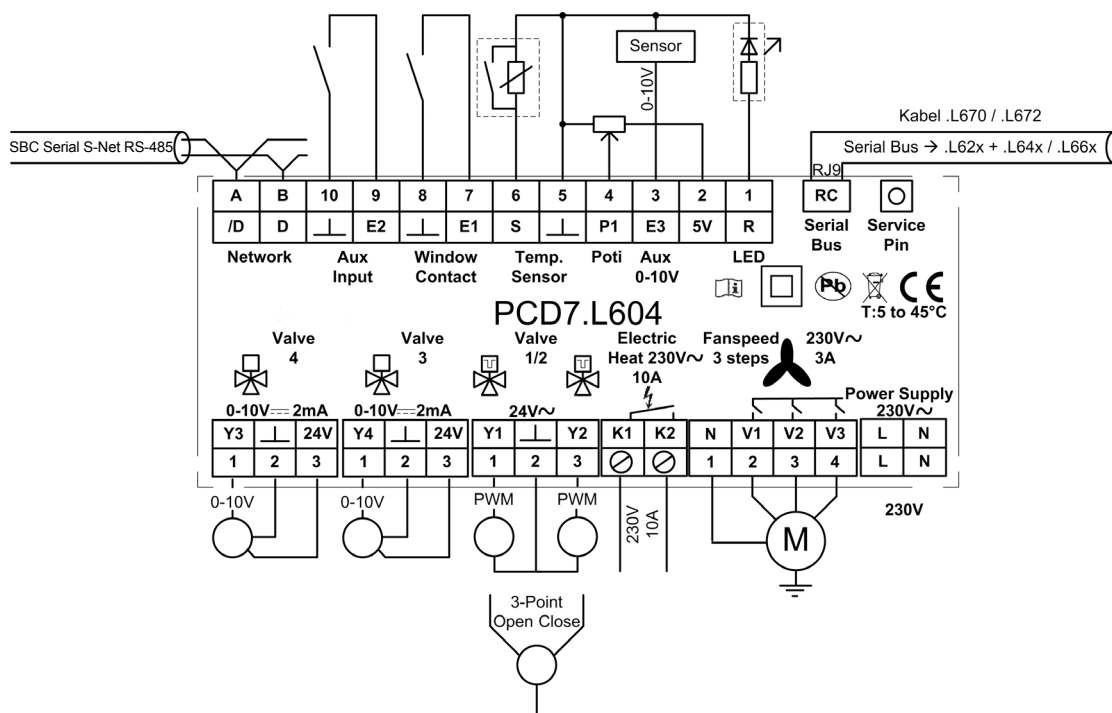 Sensor
0-10V
Kabel .L670 / .L672
SBC Serial S-Net RS-485
Serial Bus → .L62x + .L64x / .L66x
RJ9
A B 10 9 8 7 6 5 4 3 2 1 RC
/D D ⊥ E2 ⊥ E1 S ⊥ P1 E3 5V R
Serial Bus
Service Pin
Network
Aux Input
Window Contact
Temp. Sensor
Poti
Aux 0-10V
LED
i
Pb
CE
T:5 to 45°C
PCD7.L604
Valve 4
Valve 3
Valve 1/2
Electric Heat 230V~ 10A
Fanspeed 3 steps
230V~ 3A
Power Supply 230V~
0-10V⎓2mA
0-10V⎓2mA
24V~
Y3 ⊥ 24V Y4 ⊥ 24V Y1 ⊥ Y2 K1 K2 N V1 V2 V3 L N
1 2 3 1 2 3 1 2 3 1 2 3 4 L N
0-10V
0-10V
PWM
PWM
230V
10A
M
230V
3-Point
Open Close